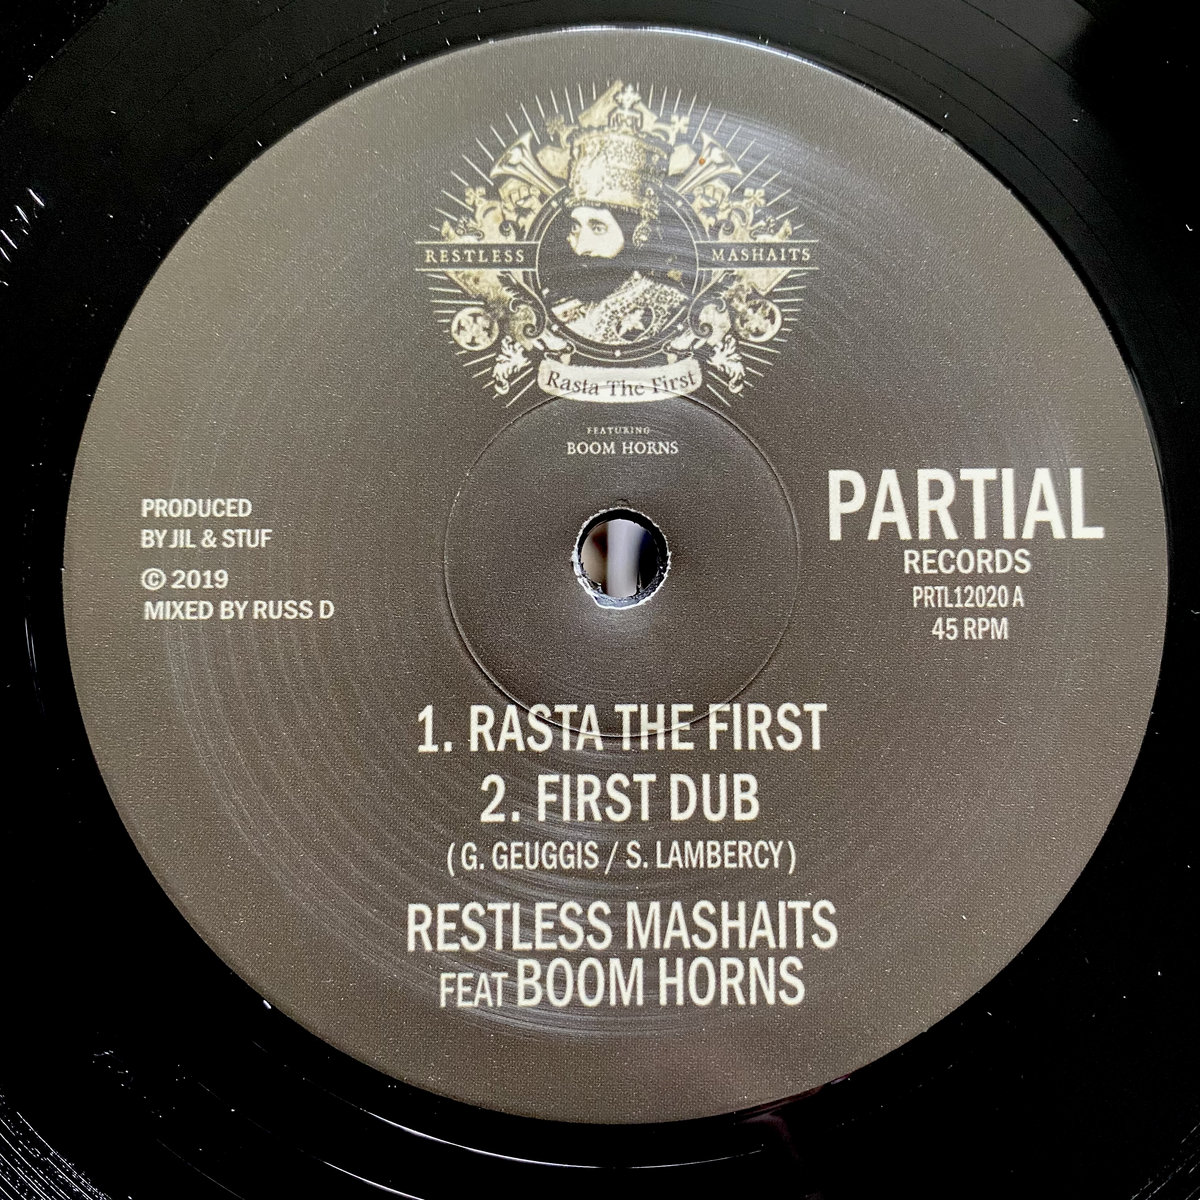 RESTLESS MASHAITS
Rasta The First
FEATURING
BOOM HORNS
PRODUCED
BY JIL & STUF
© 2019
MIXED BY RUSS D
PARTIAL
RECORDS
PRTL12020 A
45 RPM
1. RASTA THE FIRST
2. FIRST DUB
( G. GEUGGIS / S. LAMBERCY )
RESTLESS MASHAITS
FEAT BOOM HORNS